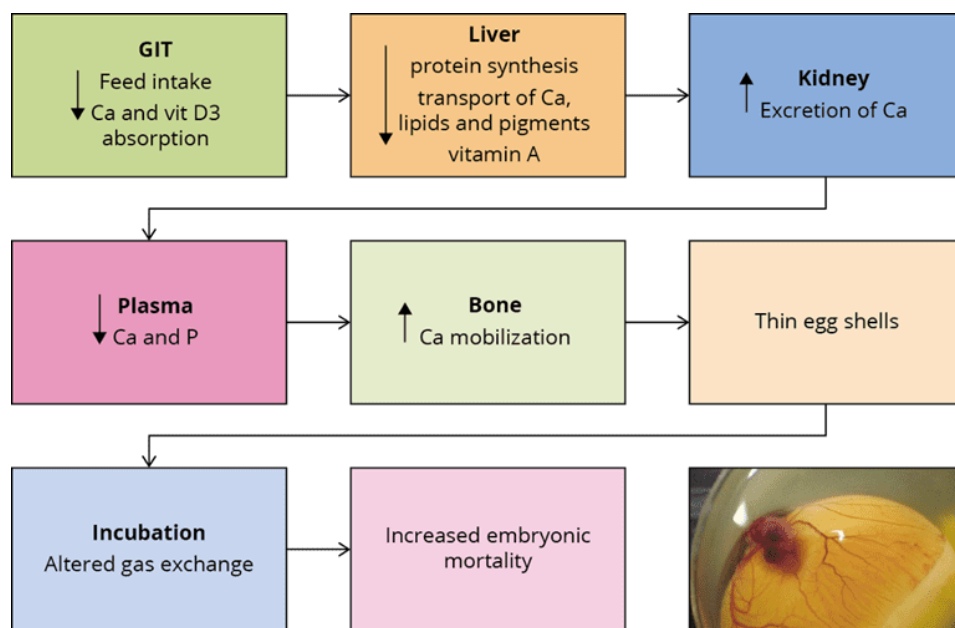 GIT
Feed intake
Ca and vit D3
absorption
Liver
protein synthesis
transport of Ca,
lipids and pigments
vitamin A
Kidney
Excretion of Ca
Plasma
Ca and P
Bone
Ca mobilization
Thin egg shells
Incubation
Altered gas exchange
Increased embryonic
mortality